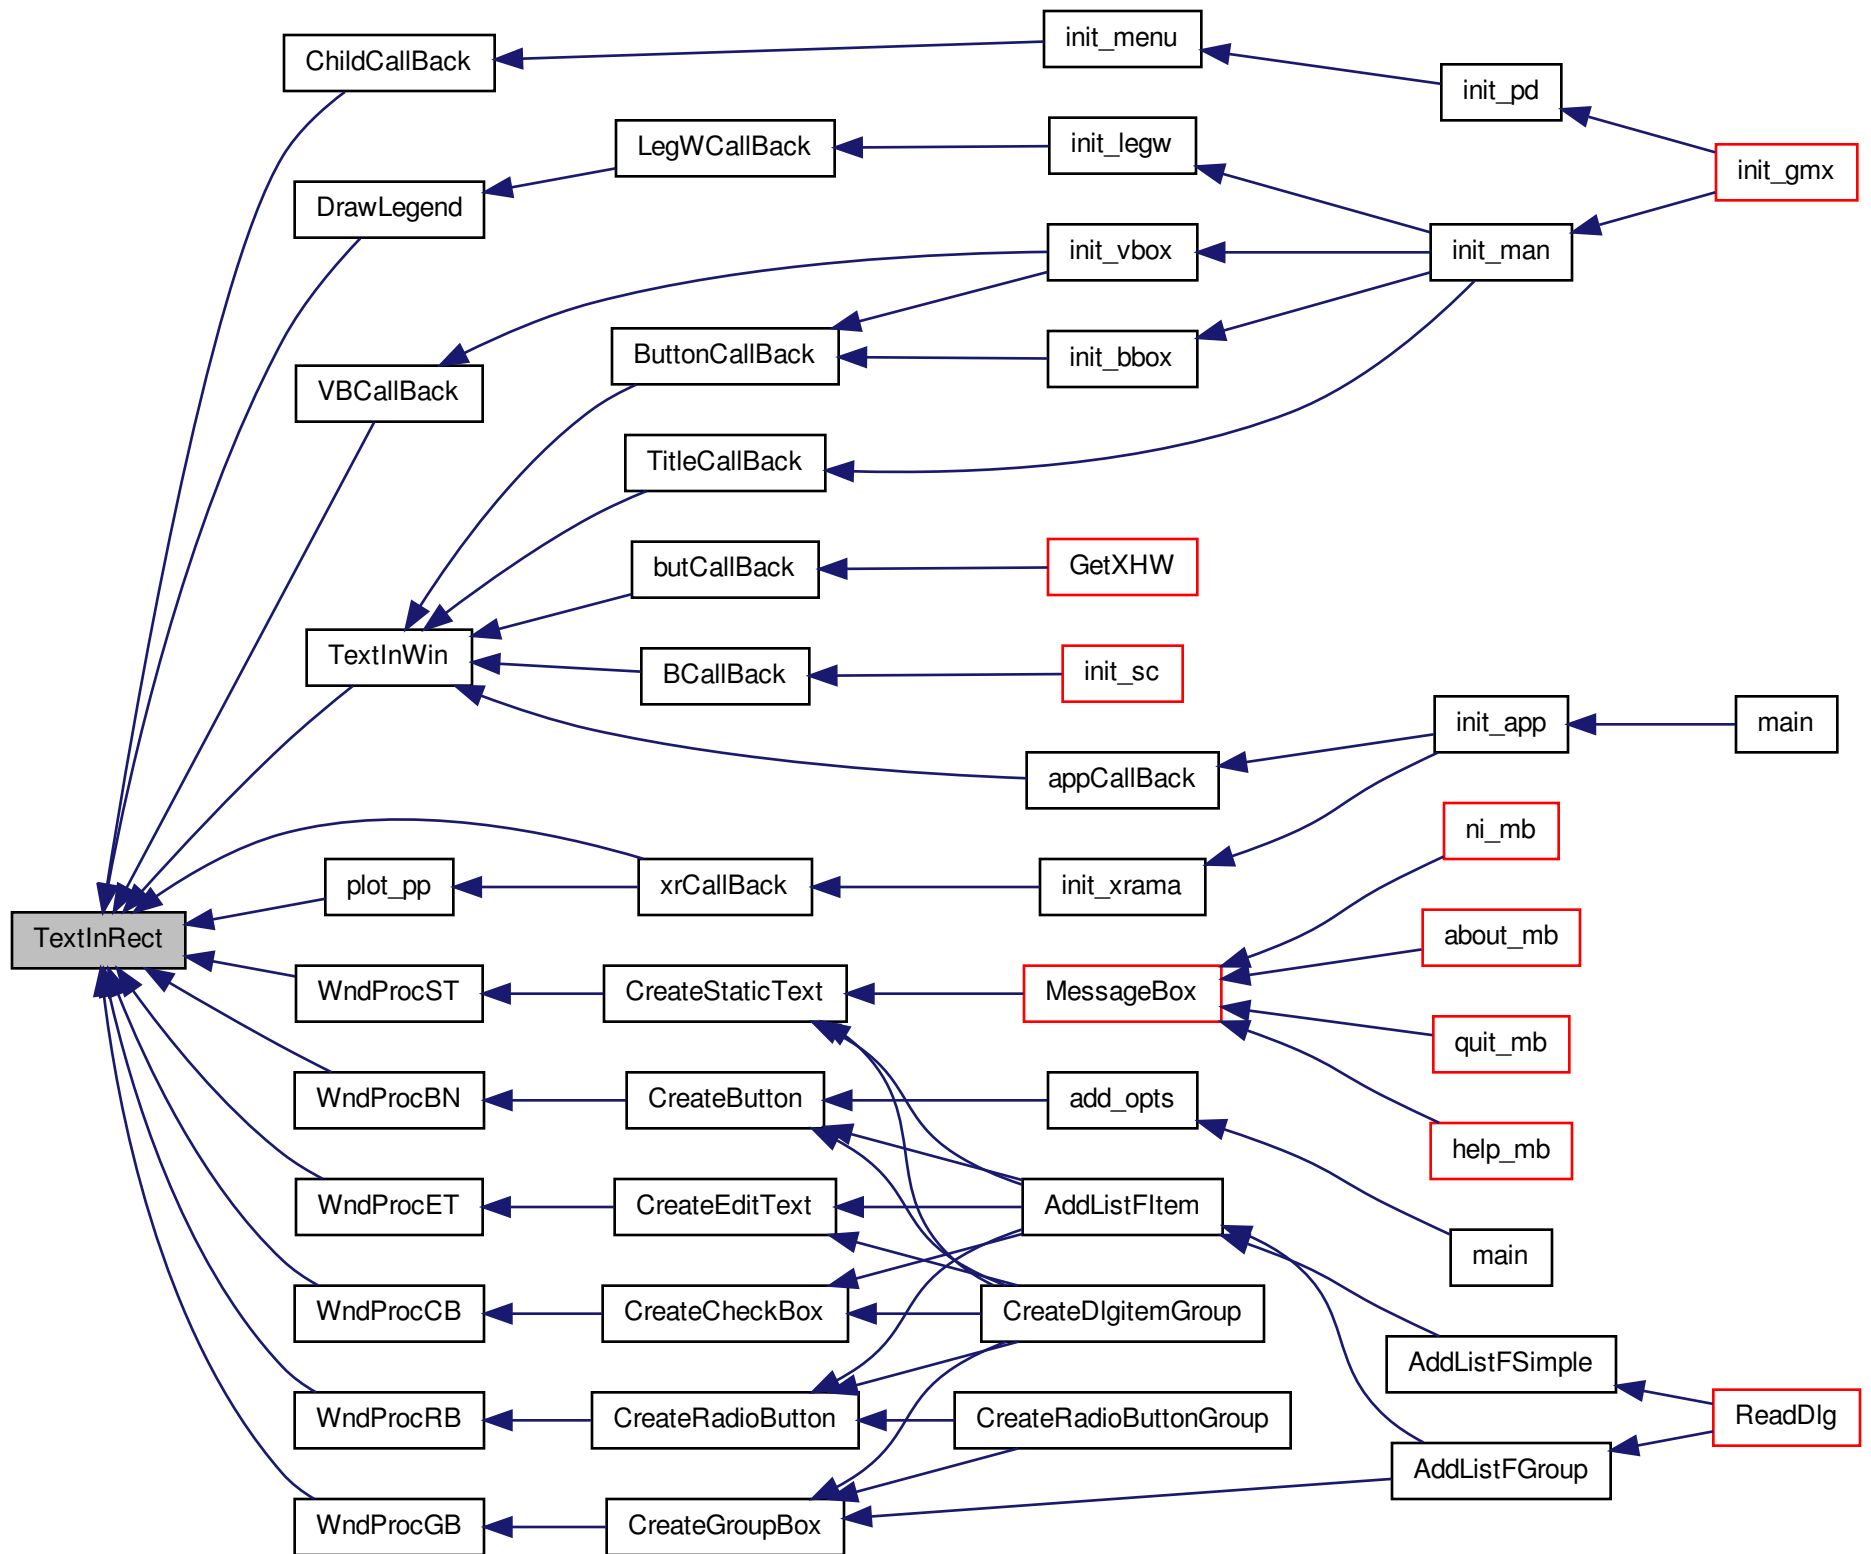 ChildCallBack
init_menu
init_pd
LegWCallBack
init_legw
init_gmx
DrawLegend
init_vbox
init_man
VBCallBack
ButtonCallBack
init_bbox
TitleCallBack
butCallBack
GetXHW
TextInWin
BCallBack
init_sc
init_app
main
appCallBack
ni_mb
plot_pp
xrCallBack
init_xrama
TextInRect
about_mb
WndProcST
CreateStaticText
MessageBox
quit_mb
WndProcBN
CreateButton
add_opts
help_mb
WndProcET
CreateEditText
AddListFItem
main
WndProcCB
CreateCheckBox
CreateDlgitemGroup
AddListFSimple
WndProcRB
CreateRadioButton
CreateRadioButtonGroup
ReadDlg
AddListFGroup
WndProcGB
CreateGroupBox